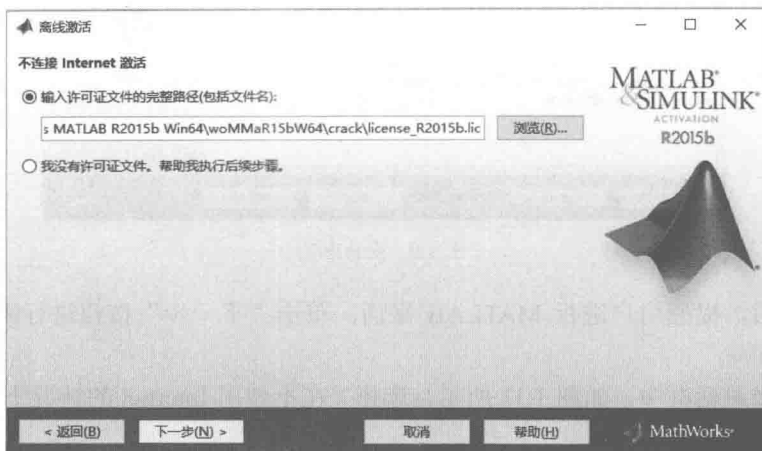 离线激活
不连接 Internet 激活
输入许可证文件的完整路径(包括文件名):
s MATLAB R2015b Win64\woMMaR15bW64\crack\license_R2015b.lic
浏览(R)...
我没有许可证文件。帮助我执行后续步骤。
MATLAB®
&SIMULINK®
ACTIVATION
R2015b
< 返回(B)
下一步(N) >
取消
帮助(H)
MathWorks®